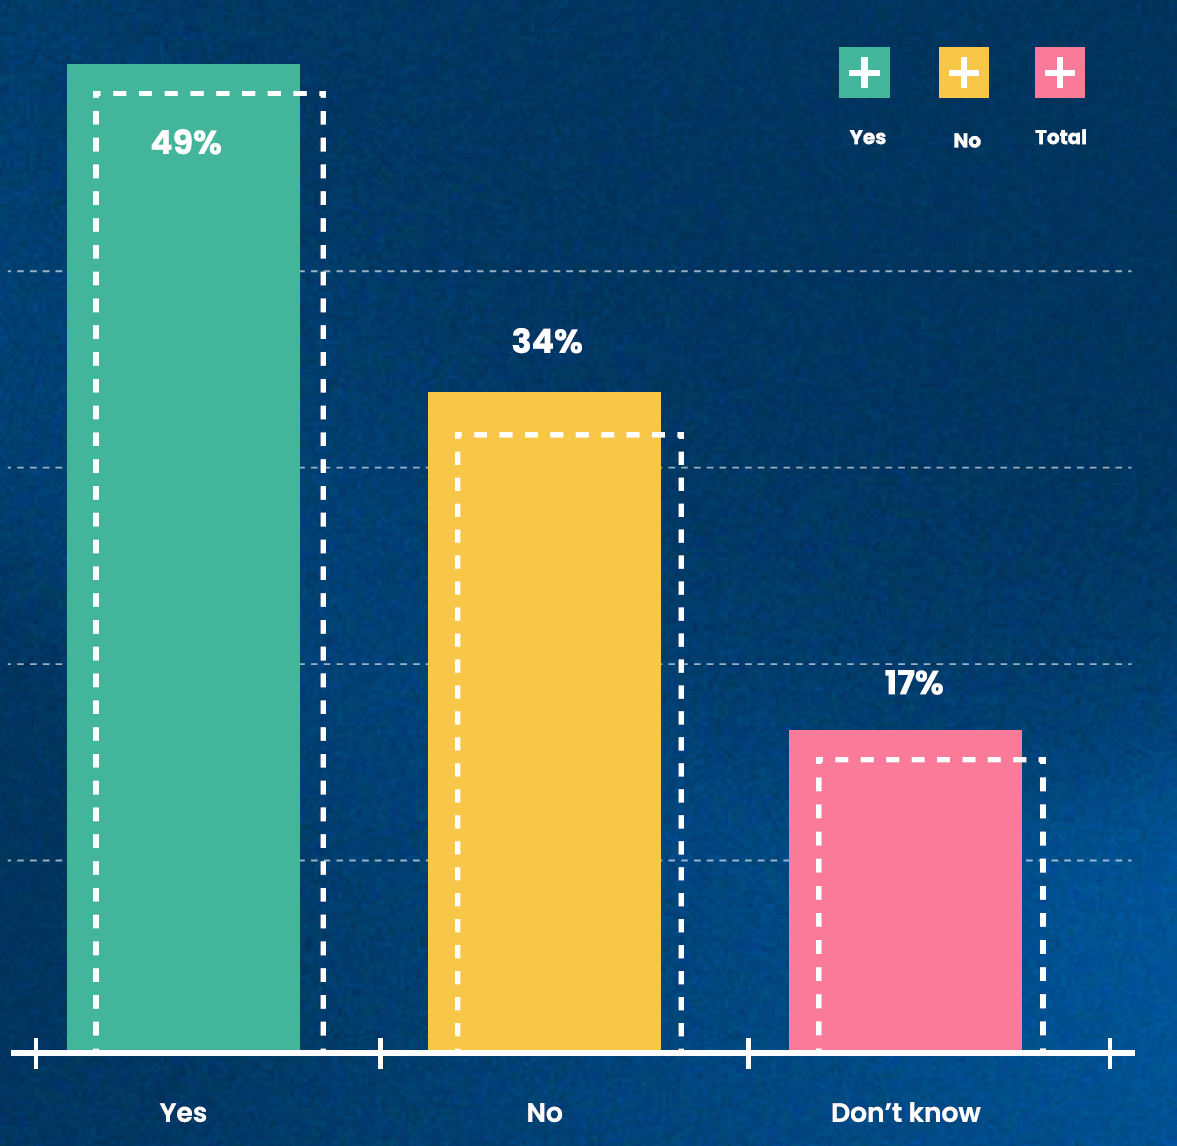 Yes
No
Total
49%
34%
17%
Yes
No
Don’t know